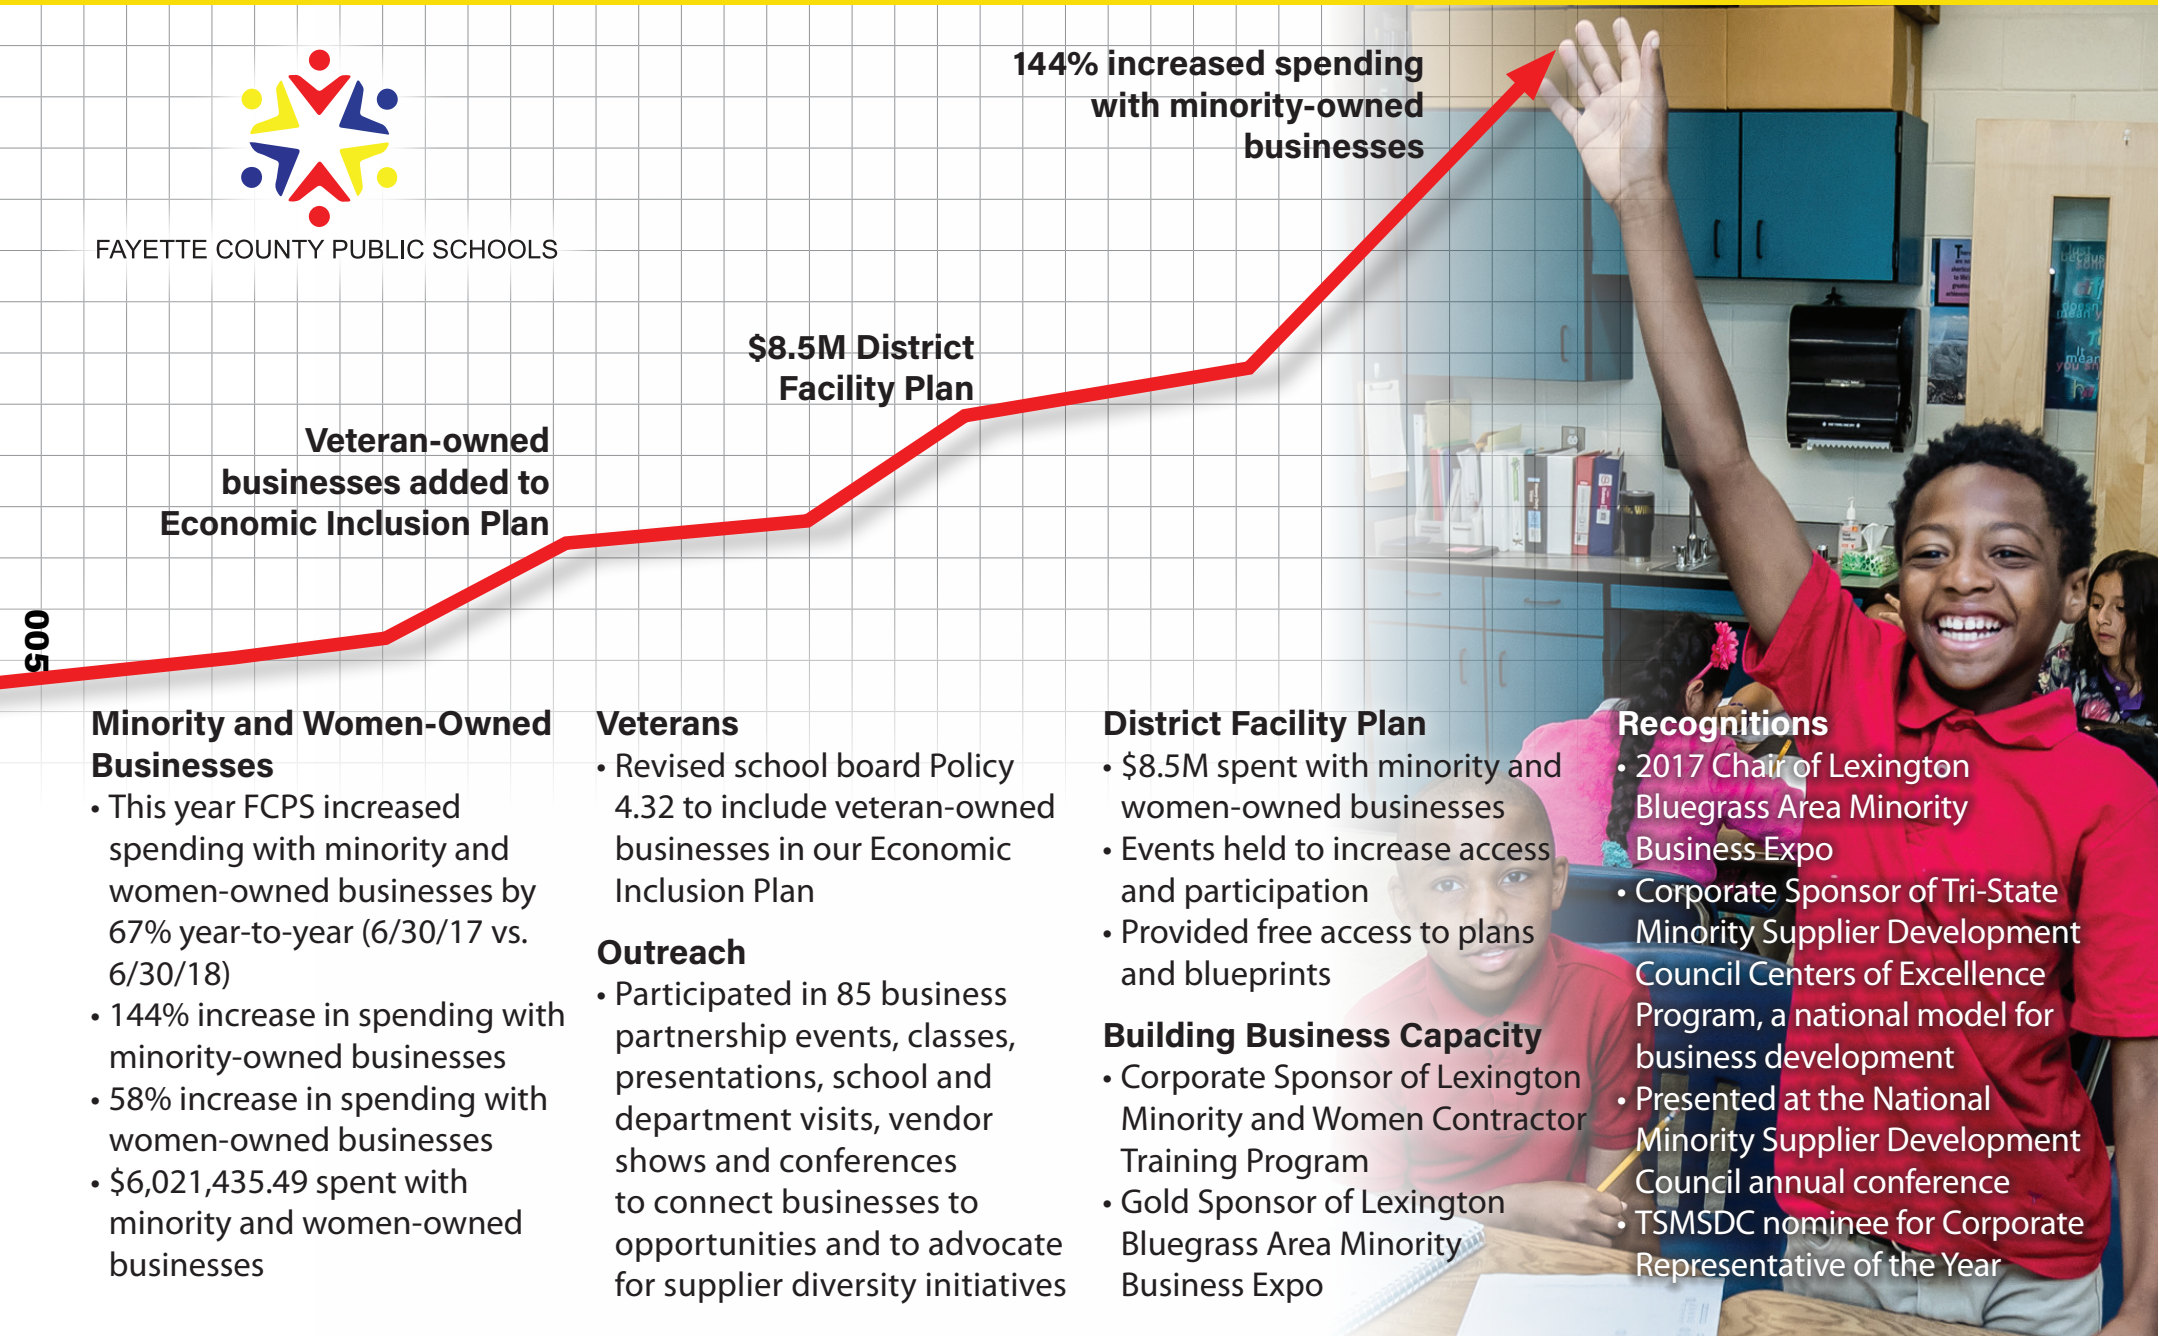 144% increased spending
with minority-owned
businesses
FAYETTE COUNTY PUBLIC SCHOOLS
$8.5M District
Facility Plan
Veteran-owned
businesses added to
Economic Inclusion Plan
005
Minority and Women-Owned
Businesses
• This year FCPS increased
spending with minority and
women-owned businesses by
67% year-to-year (6/30/17 vs.
6/30/18)
• 144% increase in spending with
minority-owned businesses
• 58% increase in spending with
women-owned businesses
• $6,021,435.49 spent with
minority and women-owned
businesses
Veterans
• Revised school board Policy
4.32 to include veteran-owned
businesses in our Economic
Inclusion Plan
Outreach
• Participated in 85 business
partnership events, classes,
presentations, school and
department visits, vendor
shows and conferences
to connect businesses to
opportunities and to advocate
for supplier diversity initiatives
District Facility Plan
• $8.5M spent with minority and
women-owned businesses
• Events held to increase access
and participation
• Provided free access to plans
and blueprints
Building Business Capacity
• Corporate Sponsor of Lexington
Minority and Women Contractor
Training Program
• Gold Sponsor of Lexington
Bluegrass Area Minority
Business Expo
Recognitions
• 2017 Chair of Lexington
Bluegrass Area Minority
Business Expo
• Corporate Sponsor of Tri-State
Minority Supplier Development
Council Centers of Excellence
Program, a national model for
business development
• Presented at the National
Minority Supplier Development
Council annual conference
• TSMSDC nominee for Corporate
Representative of the Year